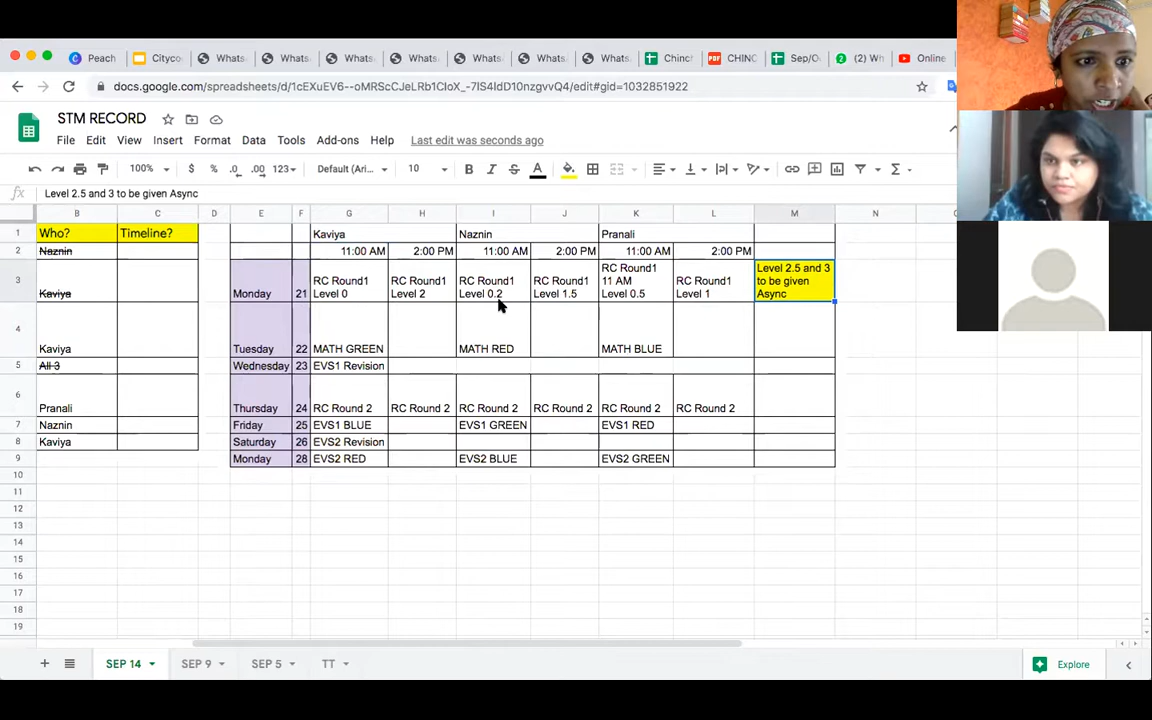 Peach Cityco Whats Whats Whats Whats Whats Whats Whats Chinch PDF CHINC Sep/O 2 (2) Wh Online
docs.google.com/spreadsheets/d/1cEXuEV6--oMRScCJeLRb1CIoX_-7IS4IdD10nzgvvQ4/edit#gid=1032851922
STM RECORD
File Edit View Insert Format Data Tools Add-ons Help Last edit was seconds ago
100% $ % .0 .00 123 Default (Ari... 10 B I S A
fx Level 2.5 and 3 to be given Async
B C D E F G H I J K L M N
1 Who? Timeline? Kaviya Naznin Pranali
2 Naznin 11:00 AM 2:00 PM 11:00 AM 2:00 PM 11:00 AM 2:00 PM
RC Round1 Level 2.5 and 3
3 RC Round1 RC Round1 RC Round1 RC Round1 11 AM RC Round1 to be given
Kaviya Monday 21 Level 0 Level 2 Level 0.2 Level 1.5 Level 0.5 Level 1 Async
4
Kaviya Tuesday 22 MATH GREEN MATH RED MATH BLUE
5 All 3 Wednesday 23 EVS1 Revision
6
Pranali Thursday 24 RC Round 2 RC Round 2 RC Round 2 RC Round 2 RC Round 2 RC Round 2
7 Naznin Friday 25 EVS1 BLUE EVS1 GREEN EVS1 RED
8 Kaviya Saturday 26 EVS2 Revision
9 Monday 28 EVS2 RED EVS2 BLUE EVS2 GREEN
10
11
12
13
14
15
16
17
18
19
SEP 14 SEP 9 SEP 5 TT Explore